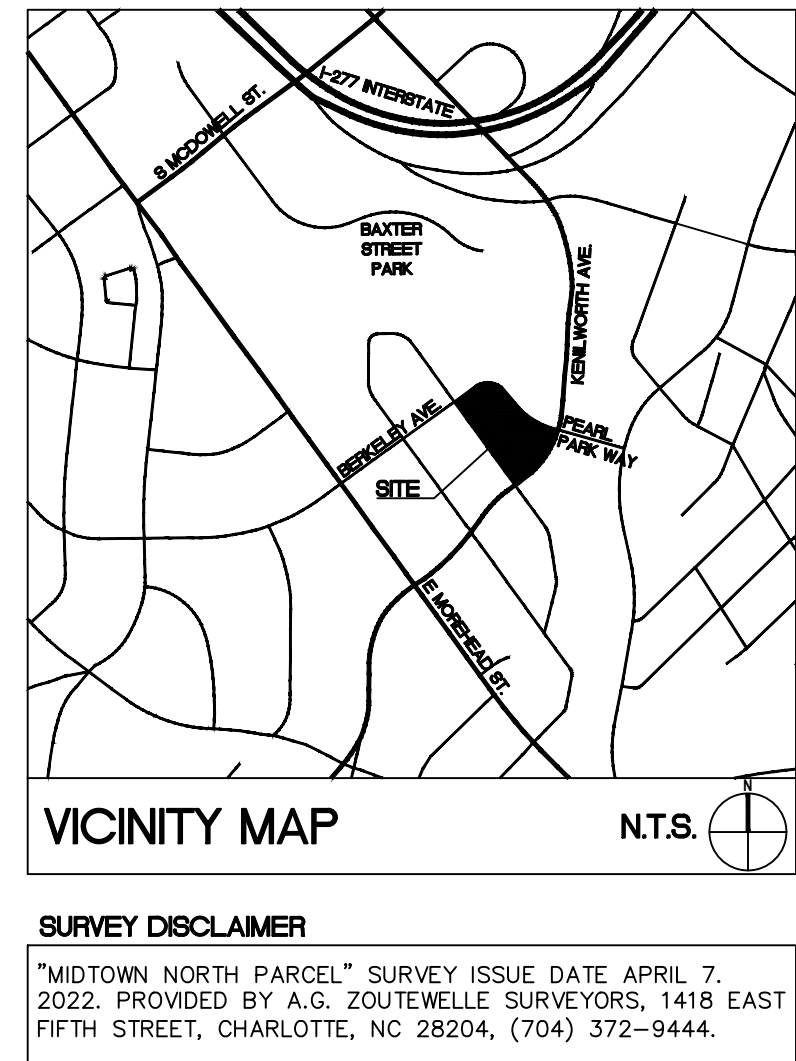 I-277 INTERSTATE
S MCDOWELL ST.
BAXTER
STREET
PARK
KENILWORTH AVE.
BERKELBY AVE.
PEARL
PARK WAY
SITE
E MOREHEAD ST.
N
VICINITY MAP
N.T.S.
SURVEY DISCLAIMER
"MIDTOWN NORTH PARCEL" SURVEY ISSUE DATE APRIL 7.
2022. PROVIDED BY A.G. ZOUTEWELLE SURVEYORS, 1418 EAST
FIFTH STREET, CHARLOTTE, NC 28204, (704) 372-9444.